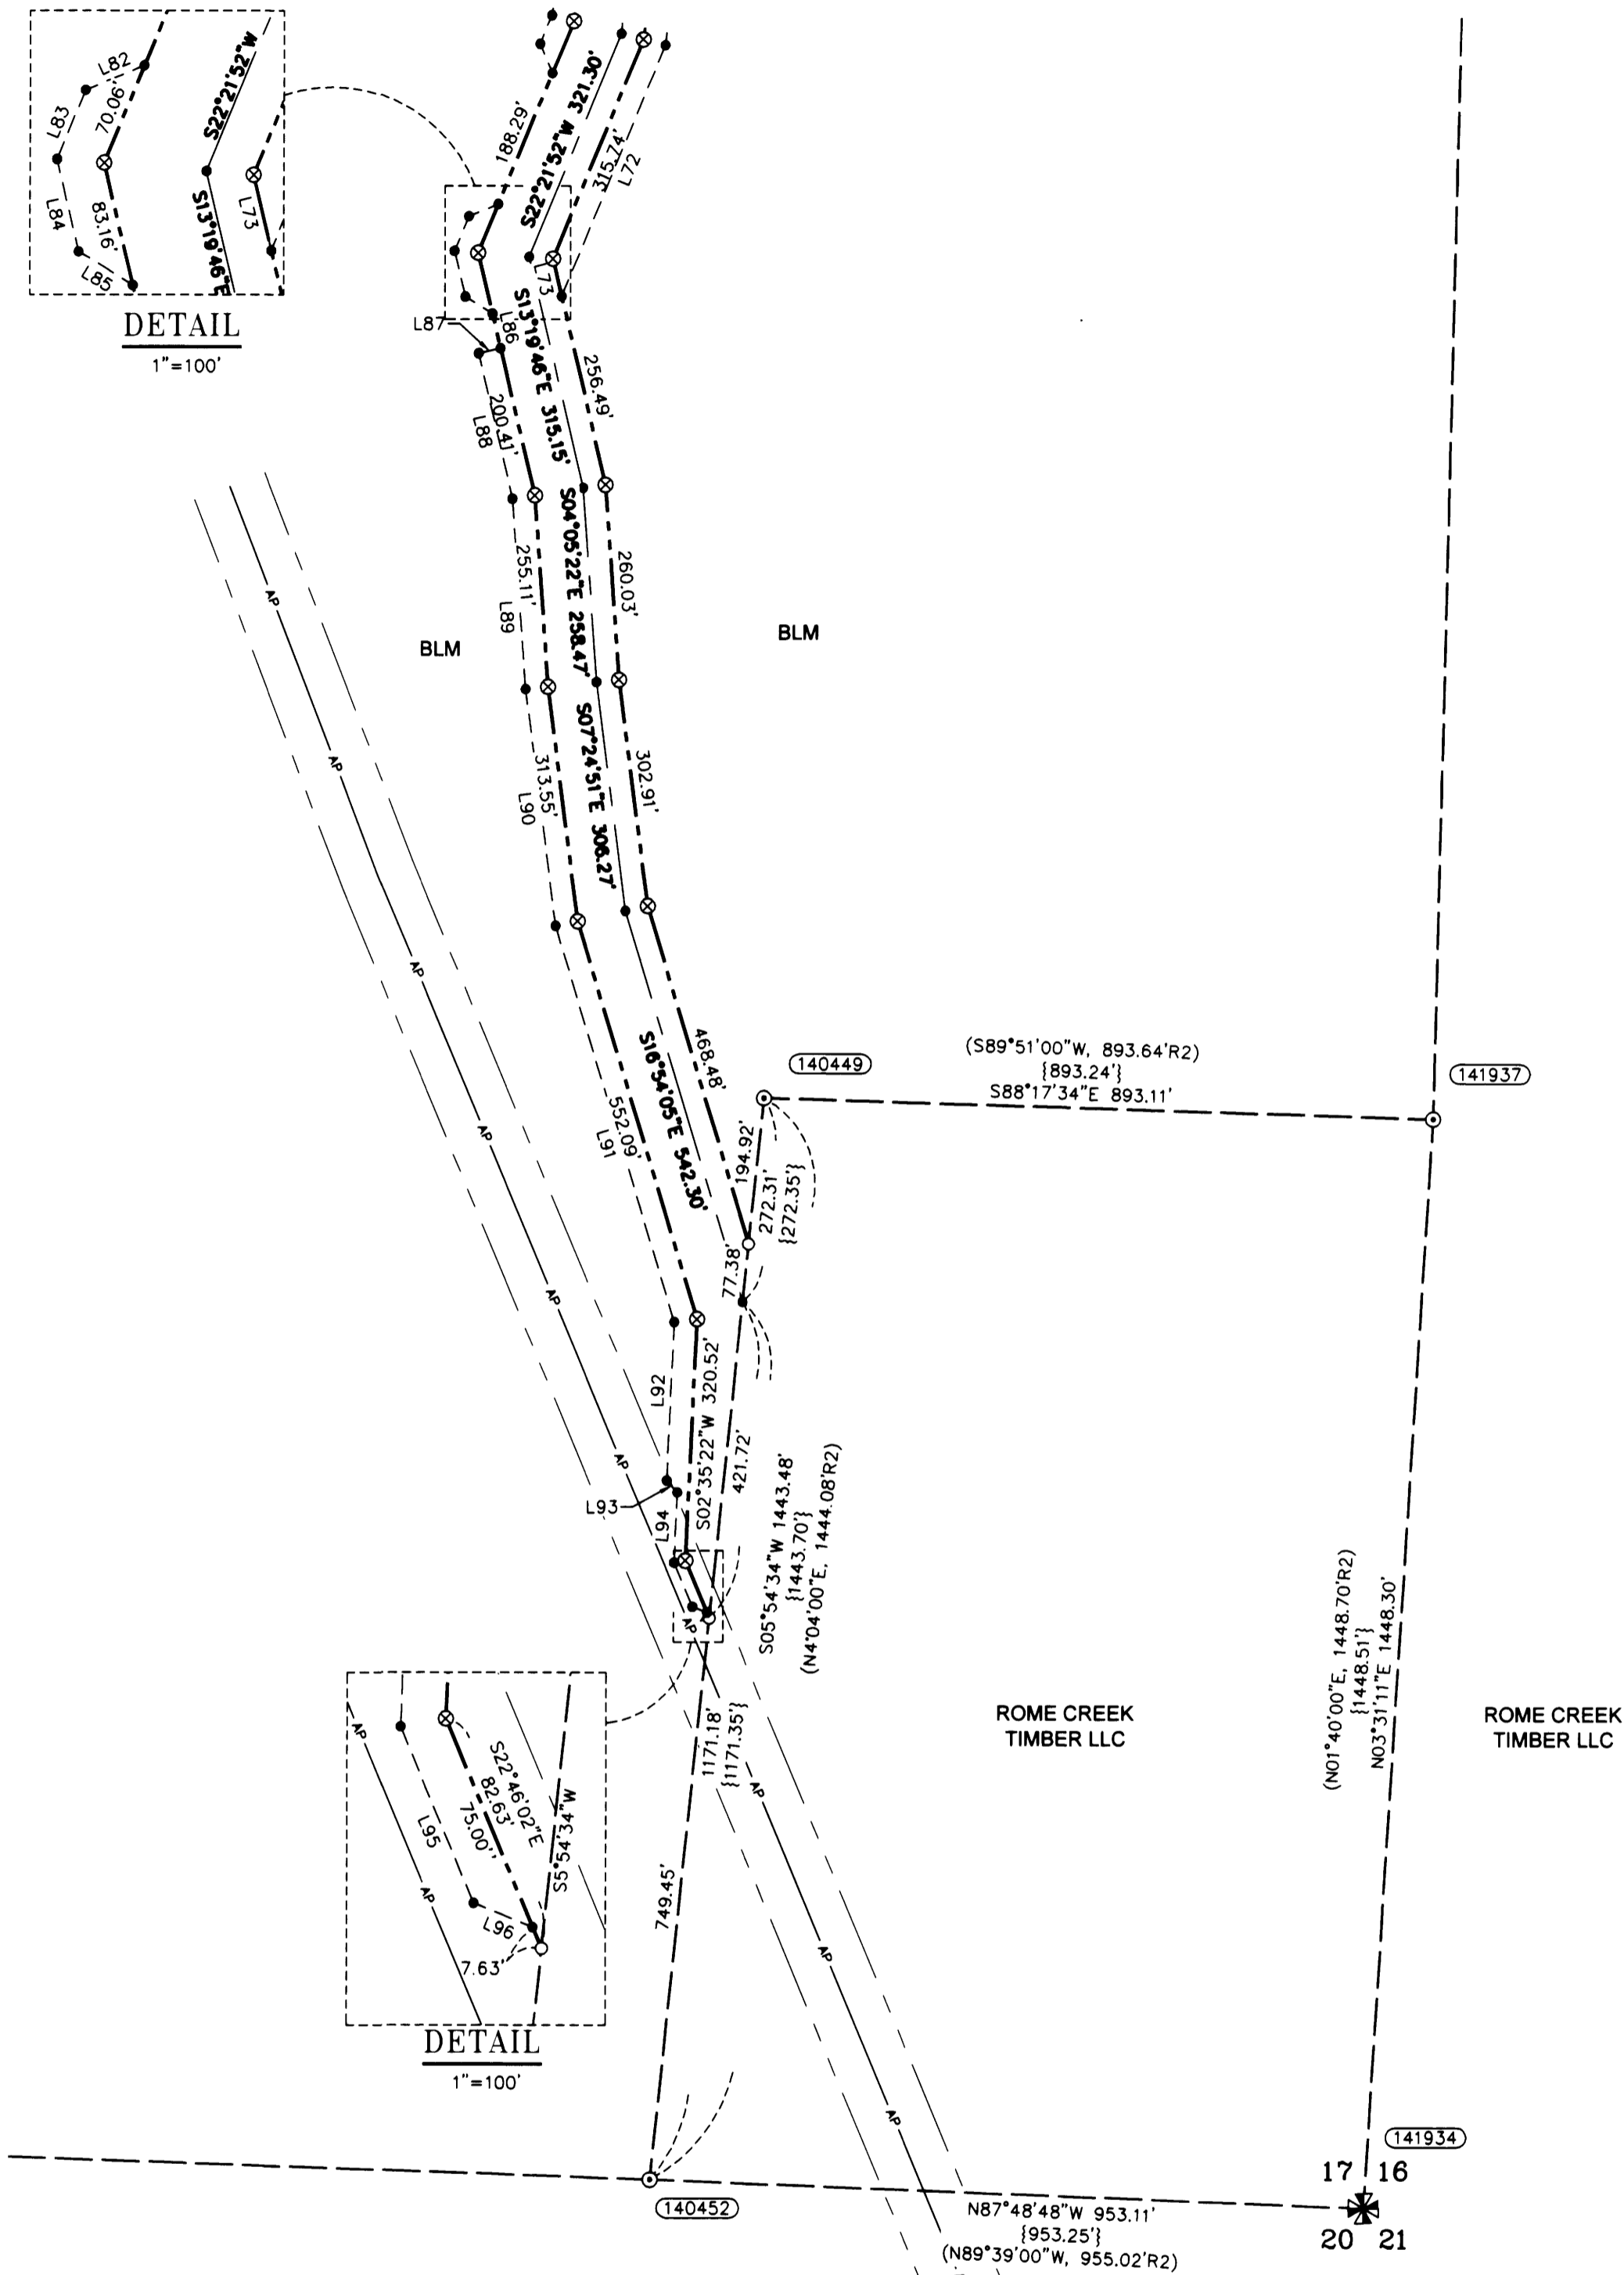 L82
70.06'
L83
L84
83.16'
L85
S22°21'52"W
S13°19'46"E
L73
DETAIL
1"=100'
188.29'
S22°21'52"W 321.30'
315.74'
L72
L73
L86
L87
S13°19'46"E 315.15'
256.49'
200.41'
L88
S04°05'22"E 258.47'
260.03'
255.11'
L89
BLM
BLM
AP
AP
S07°24'51"E 306.27'
302.91'
313.55'
L90
AP
S16°54'05"E 542.30'
468.48'
552.09'
L91
AP
140449
(S89°51'00"W, 893.64'R2)
{893.24'}
S88°17'34"E 893.11'
141937
194.92'
272.31'
{272.35'}
77.38'
AP
L92
S02°35'22"W 320.52'
421.72'
AP
L93
L94
S05°54'34"W 1443.48'
{1443.70'}
(N4°04'00"E, 1444.08'R2)
AP
(N01°40'00"E, 1448.70'R2)
{1448.51'}
N03°31'11"E 1448.30'
ROME CREEK
TIMBER LLC
ROME CREEK
TIMBER LLC
1171.18'
{1171.35'}
AP
AP
S22°46'02"E
82.63'
75.00''
S5°54'34"W
L95
AP
L96
7.63'
DETAIL
1"=100'
749.45'
AP
AP
141934
17 16
20 21
140452
N87°48'48"W 953.11'
{953.25'}
(N89°39'00"W, 955.02'R2)